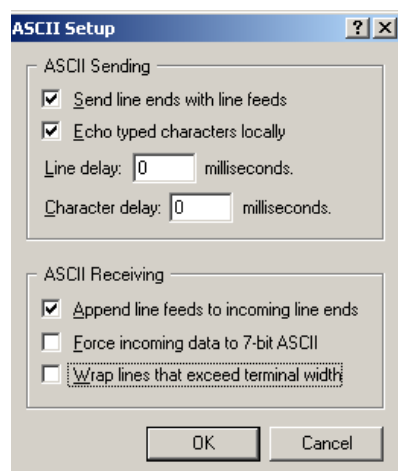 ASCII Setup
ASCII Sending
Send line ends with line feeds
Echo typed characters locally
Line delay: 0 milliseconds.
Character delay: 0 milliseconds.
ASCII Receiving
Append line feeds to incoming line ends
Force incoming data to 7-bit ASCII
Wrap lines that exceed terminal width
OK Cancel